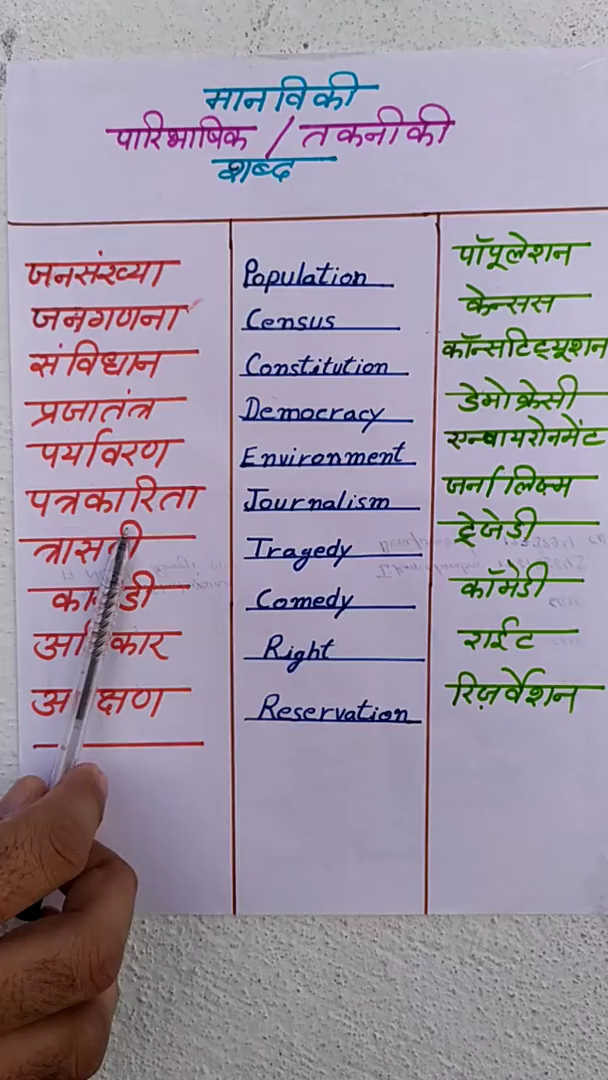 मानविकी
पारिभाषिक / तकनीकी
शब्द
जनसंख्या Population पॉपूलेशन
जनगणना Census केन्सस
संविधान Constitution कॉन्सटिट्यूशन
प्रजातंत्र Democracy डेमोक्रेसी
पर्यावरण Environment एन्वायरोनमेंट
पत्रकारिता Journalism जर्नालिज्म
Tragedy ट्रेजेडी
Comedy कॉमेडी
Right राईट
Reservation रिज़र्वेशन